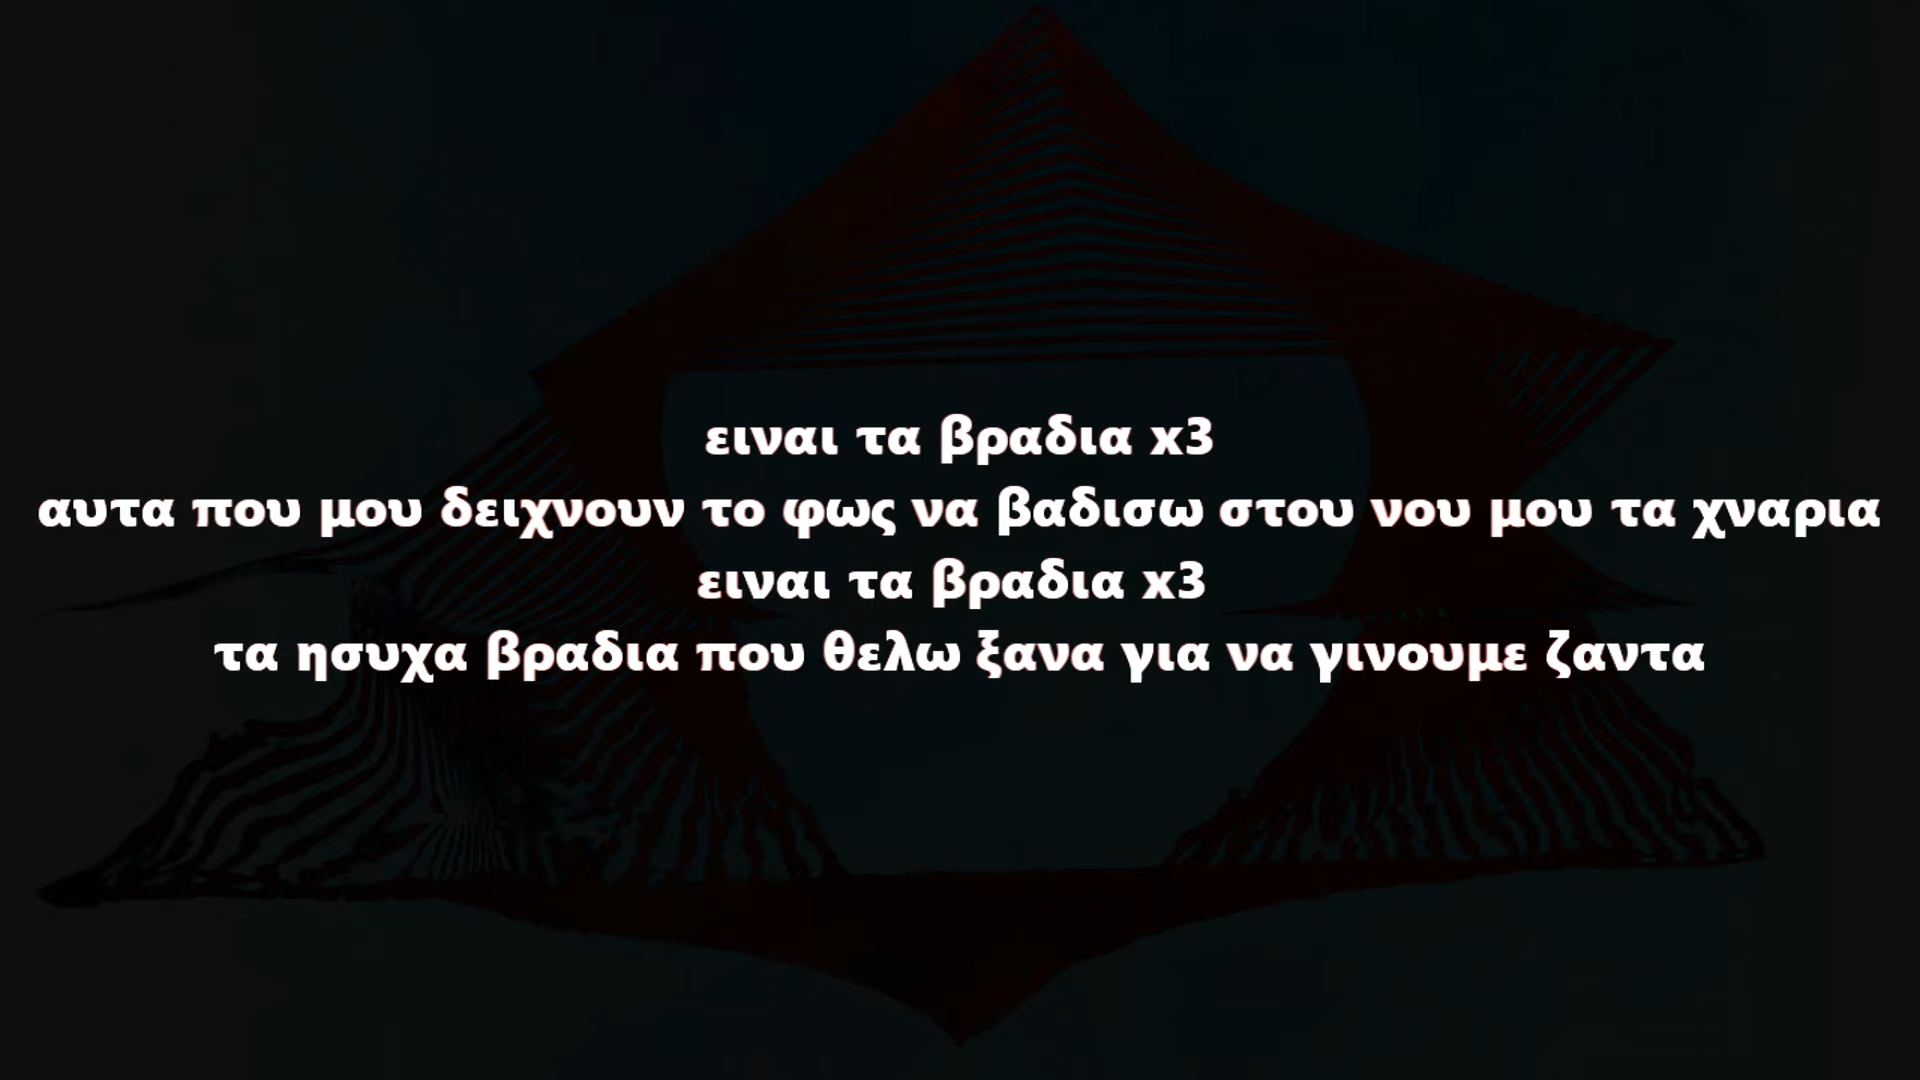 ειναι τα βραδια x3
αυτα που μου δειχνουν το φως να βαδισω στου νου μου τα χναρια
ειναι τα βραδια x3
τα ησυχα βραδια που θελω ξανα για να γινουμε ζαντα